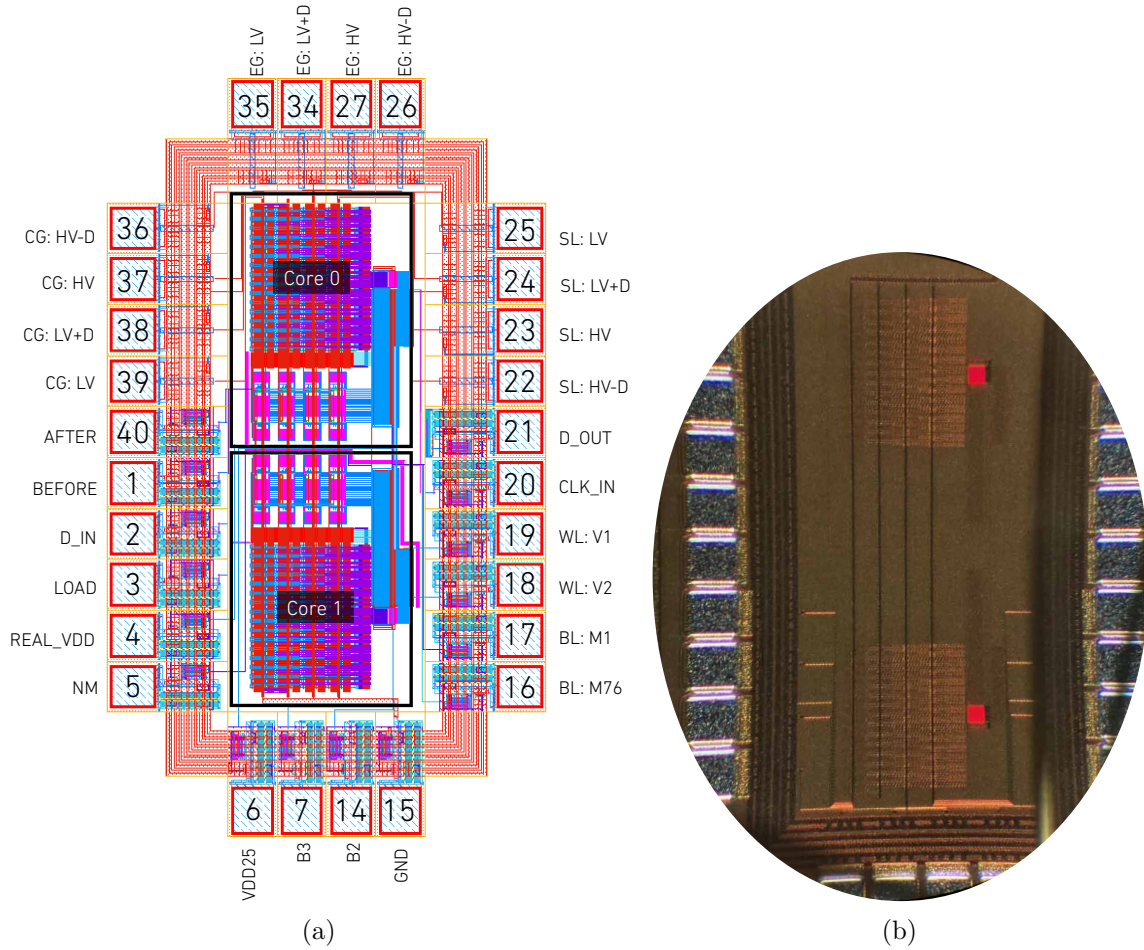 EG: LV
EG: LV+D
EG: HV
EG: HV-D
35
34
27
26
36
CG: HV-D
37
CG: HV
38
CG: LV+D
39
CG: LV
40
AFTER
1
BEFORE
2
D_IN
3
LOAD
4
REAL_VDD
5
NM
Core 0
Core 1
25
SL: LV
24
SL: LV+D
23
SL: HV
22
SL: HV-D
21
D_OUT
20
CLK_IN
19
WL: V1
18
WL: V2
17
BL: M1
16
BL: M76
6
7
14
15
VDD25
B3
B2
GND
(a)
(b)